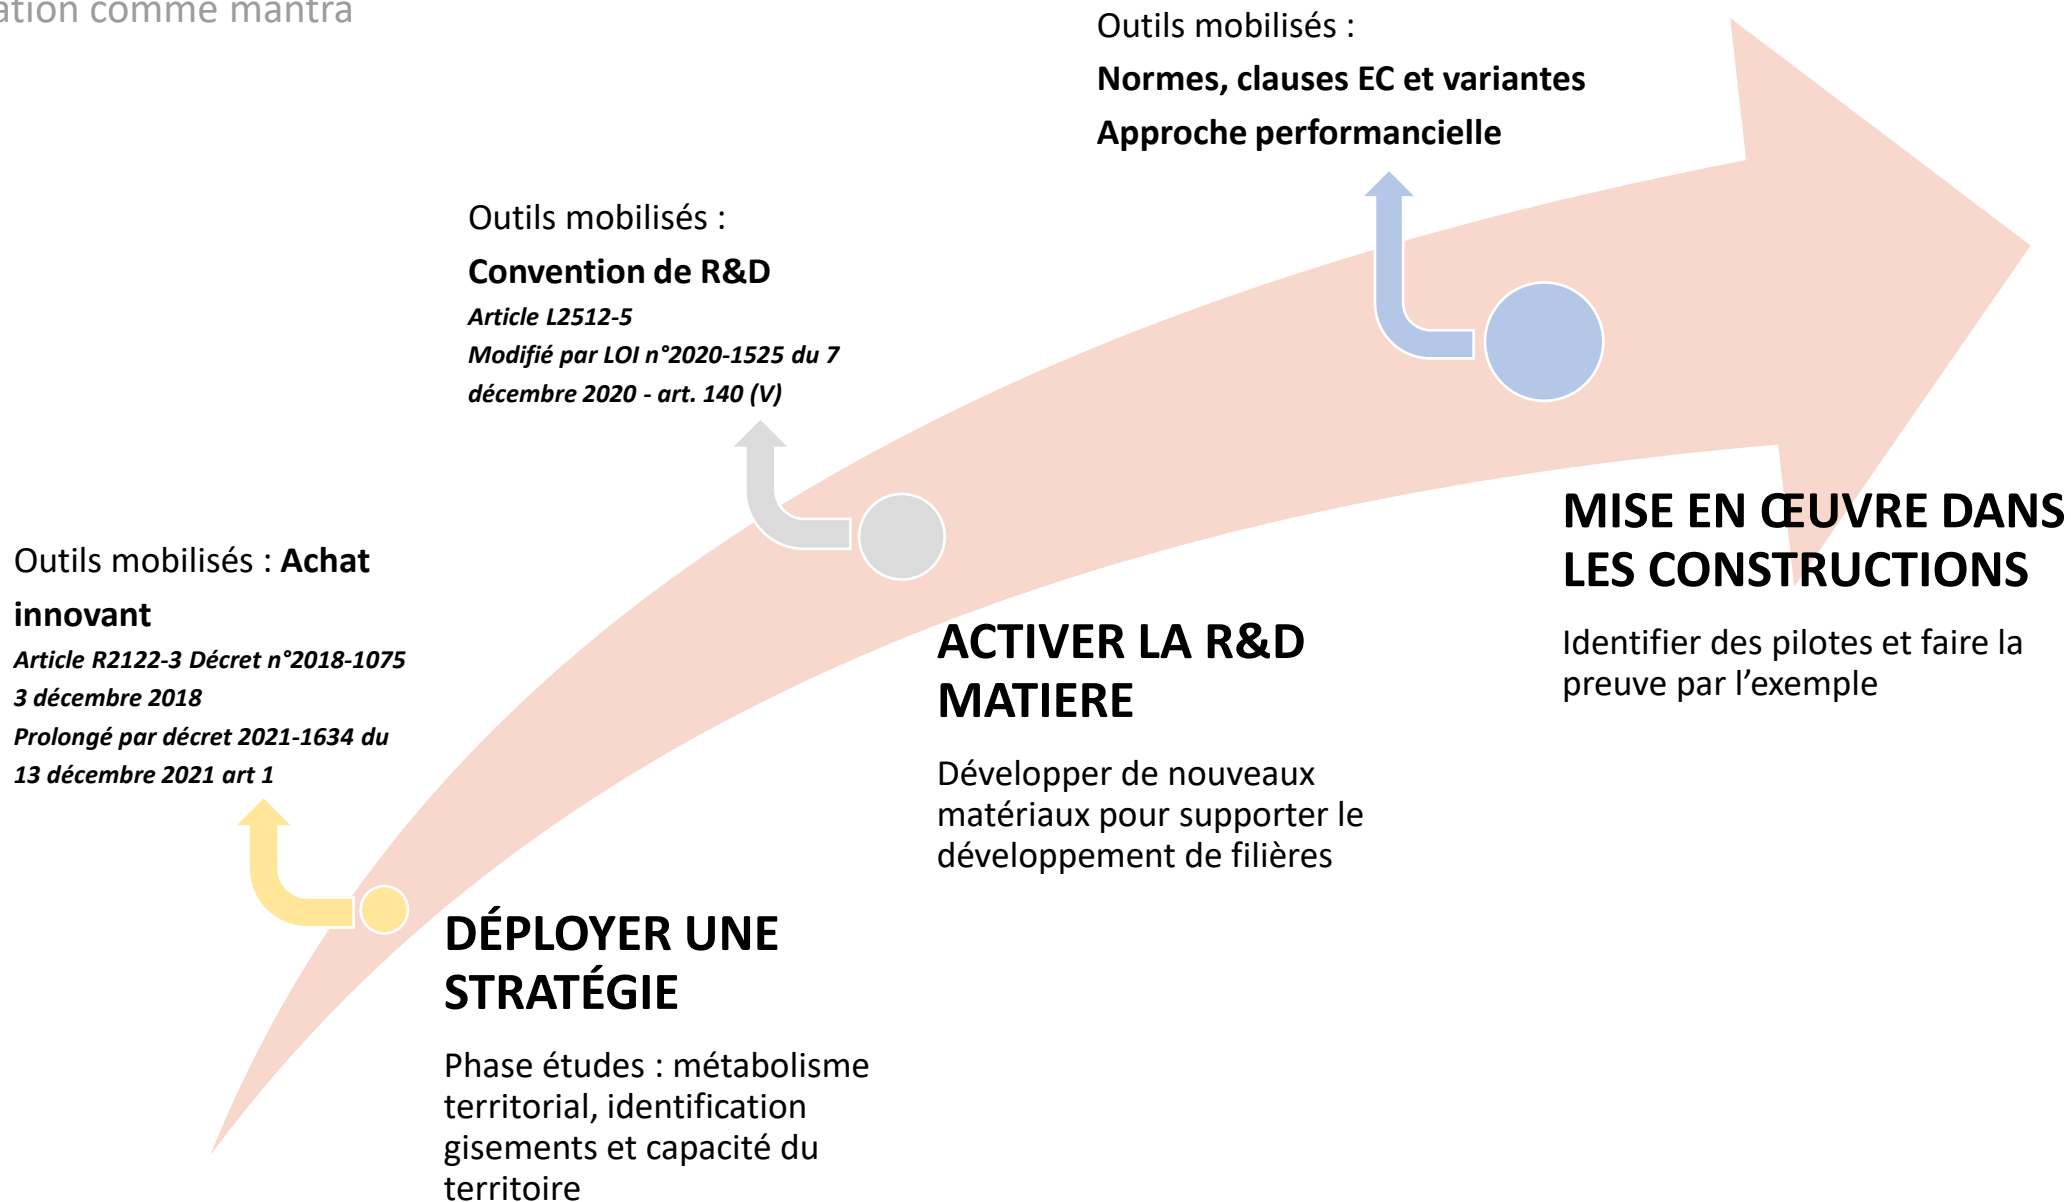 comme mantra
Outils mobilisés :
Normes, clauses EC et variantes
Approche performancielle
Outils mobilisés :
Convention de R&D
Article L2512-5
Modifié par LOI n°2020-1525 du 7
décembre 2020 - art. 140 (V)
Outils mobilisés : Achat
innovant
Article R2122-3 Décret n°2018-1075
3 décembre 2018
Prolongé par décret 2021-1634 du
13 décembre 2021 art 1
MISE EN ŒUVRE DANS
LES CONSTRUCTIONS
Identifier des pilotes et faire la
preuve par l’exemple
ACTIVER LA R&D
MATIERE
Développer de nouveaux
matériaux pour supporter le
développement de filières
DÉPLOYER UNE
STRATÉGIE
Phase études : métabolisme
territorial, identification
gisements et capacité du
territoire